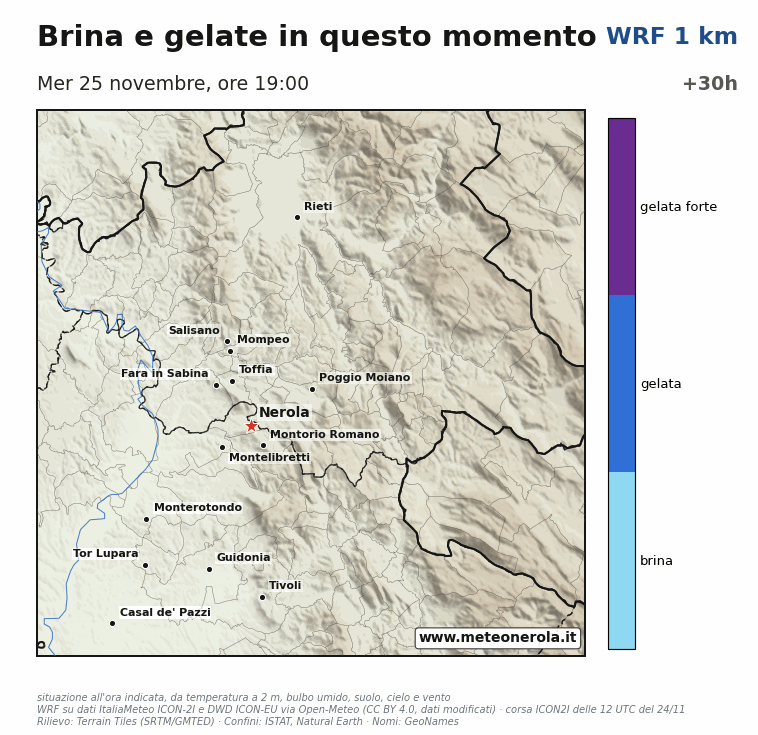 Brina e gelate in questo momento WRF 1 km
Mer 25 novembre, ore 19:00 +30h
gelata forte
Rieti
Salisano
Mompeo
Toffia
Fara in Sabina
Poggio Moiano
gelata
Nerola
Montorio Romano
Montelibretti
Monterotondo
Tor Lupara
Guidonia
brina
Tivoli
Casal de' Pazzi
www.meteonerola.it
situazione all'ora indicata, da temperatura a 2 m, bulbo umido, suolo, cielo e vento
WRF su dati ItaliaMeteo ICON-2I e DWD ICON-EU via Open-Meteo (CC BY 4.0, dati modificati) · corsa ICON2I delle 12 UTC del 24/11
Rilievo: Terrain Tiles (SRTM/GMTED) · Confini: ISTAT, Natural Earth · Nomi: GeoNames